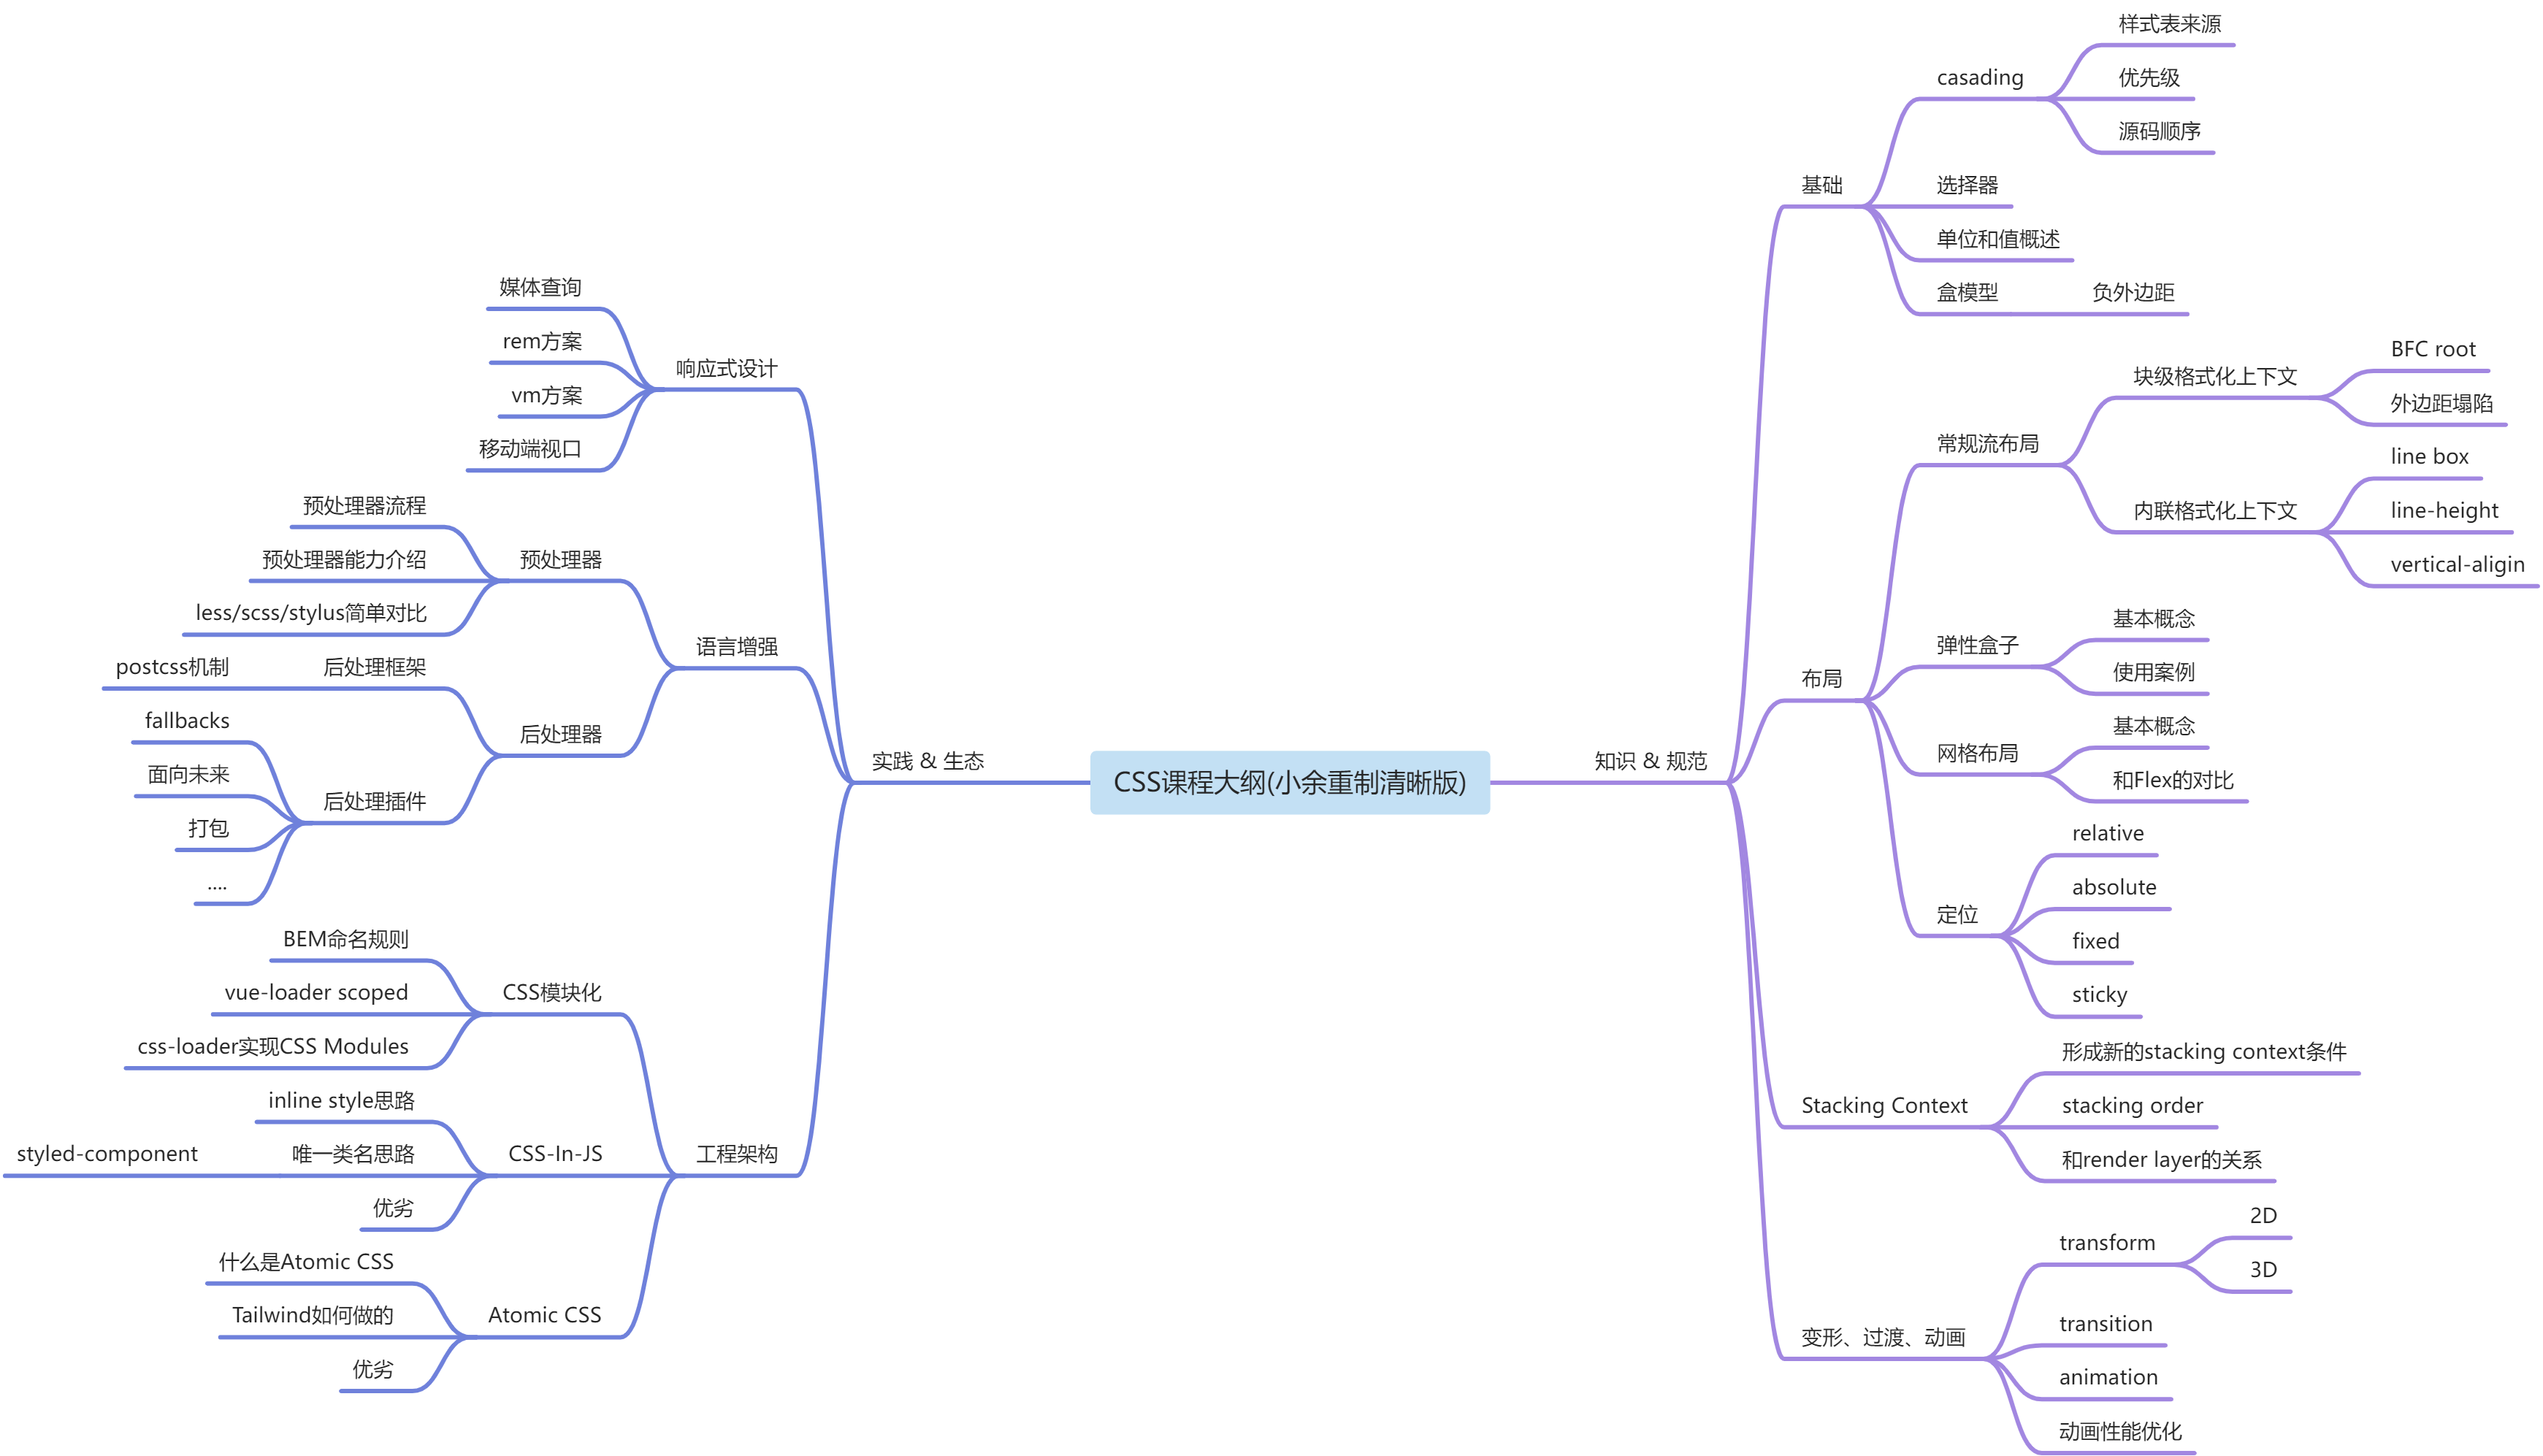 CSS课程大纲(小余重制清晰版)
知识 & 规范
基础
casading
样式表来源
优先级
源码顺序
选择器
单位和值概述
盒模型
负外边距
布局
常规流布局
块级格式化上下文
BFC root
外边距塌陷
内联格式化上下文
line box
line-height
vertical-aligin
弹性盒子
基本概念
使用案例
网格布局
基本概念
和Flex的对比
定位
relative
absolute
fixed
sticky
Stacking Context
形成新的stacking context条件
stacking order
和render layer的关系
变形、过渡、动画
transform
2D
3D
transition
animation
动画性能优化
实践 & 生态
响应式设计
媒体查询
rem方案
vm方案
移动端视口
语言增强
预处理器
预处理器流程
预处理器能力介绍
less/scss/stylus简单对比
后处理器
后处理框架
postcss机制
后处理插件
fallbacks
面向未来
打包
....
工程架构
CSS模块化
BEM命名规则
vue-loader scoped
css-loader实现CSS Modules
CSS-In-JS
inline style思路
唯一类名思路
styled-component
优劣
Atomic CSS
什么是Atomic CSS
Tailwind如何做的
优劣